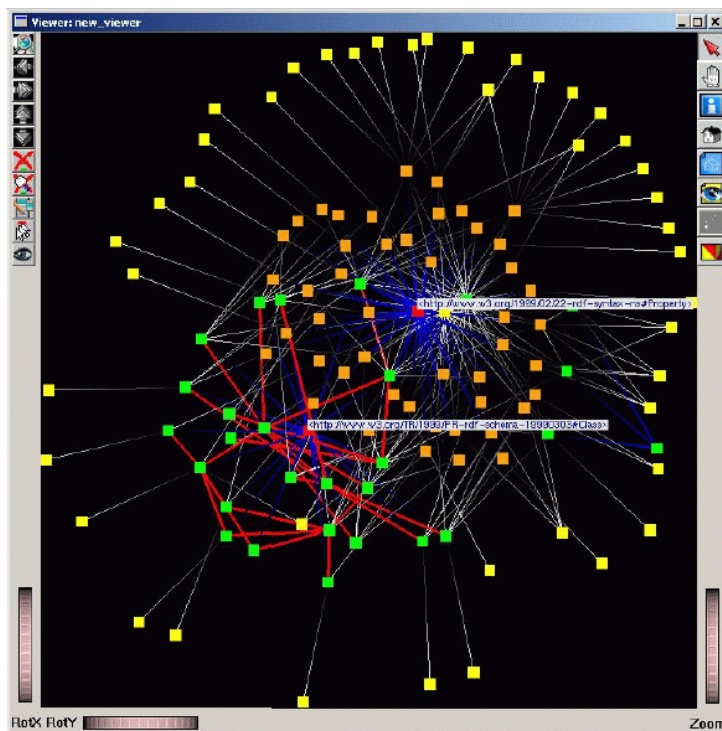 Viewer: new_viewer
<http://www.w3.org/1999/02/22-rdf-syntax-ns#Property>
<http://www.w3.org/TR/1999/PR-rdf-schema-19990303#Class>
RotX RotY
Zoom